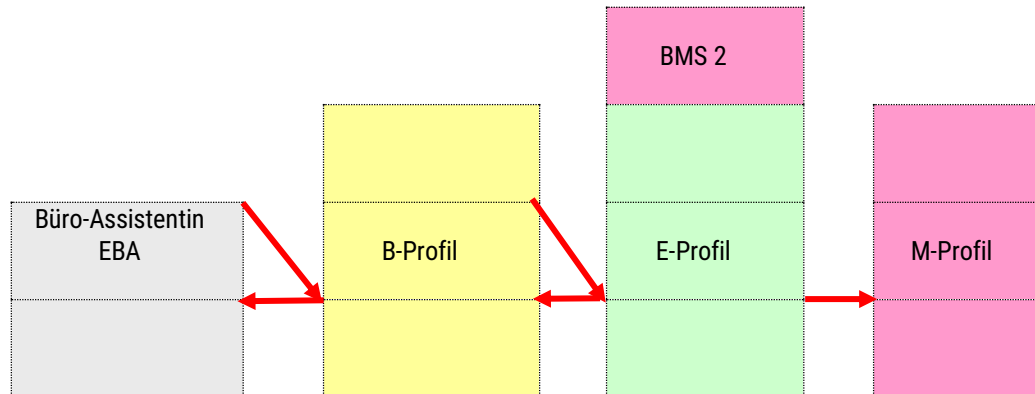 BMS 2
Büro-Assistentin
EBA
B-Profil
E-Profil
M-Profil